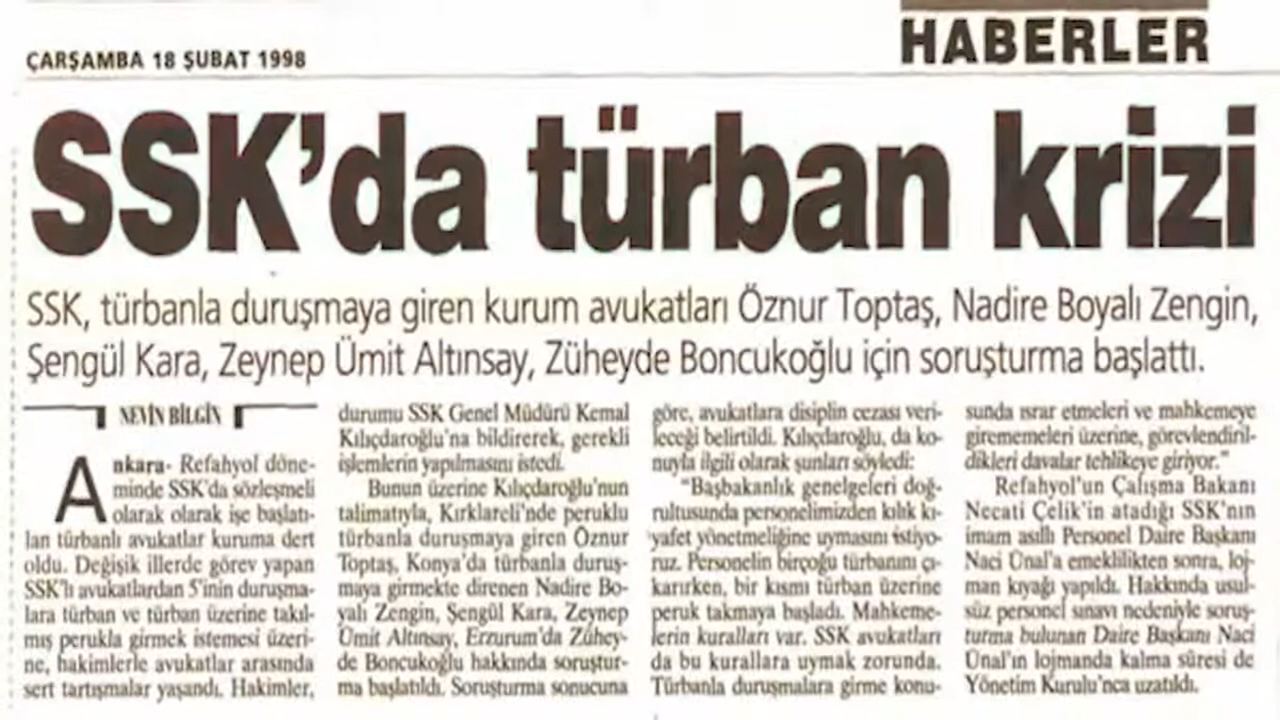 ÇARŞAMBA 18 ŞUBAT 1998
HABERLER
SSK'da türban krizi
SSK, türbanla duruşmaya giren kurum avukatları Öznur Toptaş, Nadire Boyalı Zengin,
Şengül Kara, Zeynep Ümit Altınsay, Züheyde Boncukoğlu için soruşturma başlattı.
NEVİN BİLGİN
Ankara- Refahyol döne-
minde SSK'da sözleşmeli
olarak olarak işe başlatı-
lan türbanlı avukatlar kuruma dert
oldu. Değişik illerde görev yapan
SSK'lı avukatlardan 5'inin duruşma-
lara türban ve türban üzerine takıl-
mış perukla girmek istemesi üzeri-
ne, hakimlerle avukatlar arasında
sert tartışmalar yaşandı. Hakimler,
durumu SSK Genel Müdürü Kemal
Kılıçdaroğlu'na bildirerek, gerekli
işlemlerin yapılmasını istedi.
Bunun üzerine Kılıçdaroğlu'nun
talimatıyla, Kırklareli'nde peruklu
türbanla duruşmaya giren Öznur
Toptaş, Konya'da türbanla duruş-
maya girmekte direnen Nadire Bo-
yalı Zengin, Şengül Kara, Zeynep
Ümit Altınsay, Erzurum'da Zühey-
de Boncukoğlu hakkında soruştur-
ma başlatıldı. Soruşturma sonucuna
göre, avukatlara disiplin cezası veri-
leceği belirtildi. Kılıçdaroğlu, da ko-
nuyla ilgili olarak şunları söyledi:
"Başbakanlık genelgeleri doğ-
rultusunda personelimizden kılık kı-
yafet yönetmeliğine uymasını istiyo-
ruz. Personelin birçoğu türbanını çı-
karırken, bir kısmı türban üzerine
peruk takmaya başladı. Mahkeme-
lerin kuralları var. SSK avukatları
da bu kurallara uymak zorunda.
Türbanla duruşmalara girme konu-
sunda ısrar etmeleri ve mahkemeye
girememeleri üzerine, görevlendiril-
dikleri davalar tehlikeye giriyor."
Refahyol'un Çalışma Bakanı
Necati Çelik'in atadığı SSK'nın
imam asıllı Personel Daire Başkanı
Naci Ünal'a emeklilikten sonra, loj-
man kıyağı yapıldı. Hakkında usul-
süz personel sınavı nedeniyle soruş-
turma bulunan Daire Başkanı Naci
Ünal'ın lojmanda kalma süresi de
Yönetim Kurulu'nca uzatıldı.